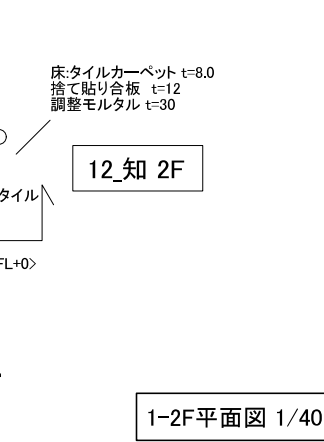 床:タイルカーペット t=8.0
捨て貼り合板 t=12
調整モルタル t=30
12_知 2F
タイル
FL+0>
1-2F平面図 1/40